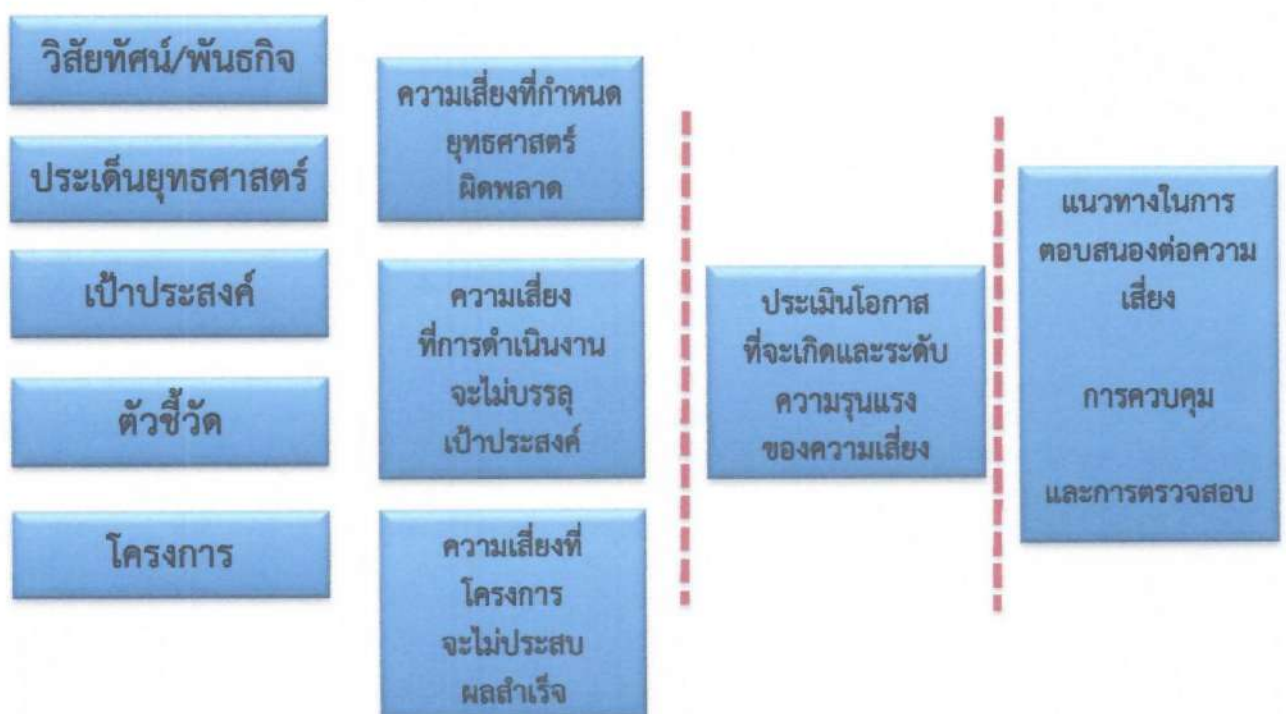 วิสัยทัศน์/พันธกิจ
ประเด็นยุทธศาสตร์
เป้าประสงค์
ตัวชี้วัด
โครงการ
ความเสี่ยงที่กำหนด
ยุทธศาสตร์
ผิดพลาด
ความเสี่ยง
ที่การดำเนินงาน
จะไม่บรรลุ
เป้าประสงค์
ความเสี่ยงที่
โครงการ
จะไม่ประสบ
ผลสำเร็จ
ประเมินโอกาส
ที่จะเกิดและระดับ
ความรุนแรง
ของความเสี่ยง
แนวทางในการ
ตอบสนองต่อความ
เสี่ยง
การควบคุม
และการตรวจสอบ